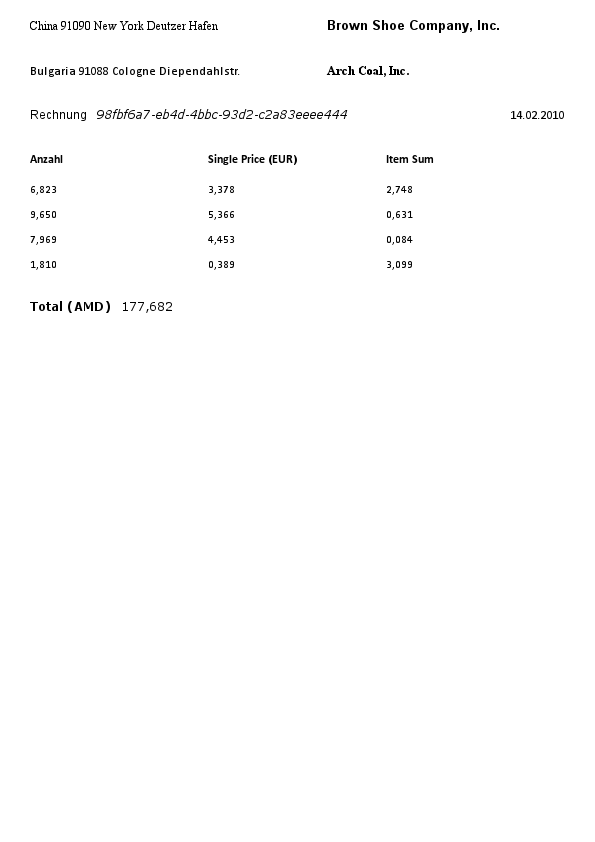 China 91090 New York Deutzer Hafen Brown Shoe Company, Inc.
Bulgaria 91088 Cologne Diependahlstr. Arch Coal, Inc.
Rechnung 98fbf6a7-eb4d-4bbc-93d2-c2a83eeee444 14.02.2010
Anzahl Single Price (EUR) Item Sum
6,823 3,378 2,748
9,650 5,366 0,631
7,969 4,453 0,084
1,810 0,389 3,099
Total (AMD) 177,682